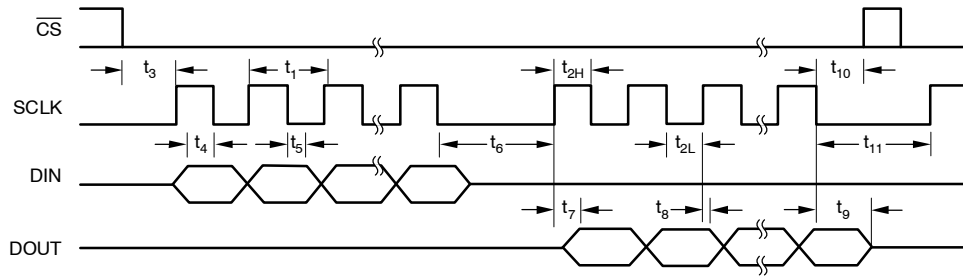 CS
t3 t1 t2H t10
SCLK
t4 t5 t6 t2L t11
DIN
t7 t8 t9
DOUT